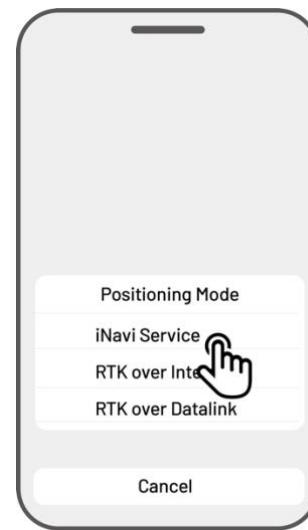 Positioning Mode
iNavi Service
RTK over Inte
RTK over Datalink
Cancel